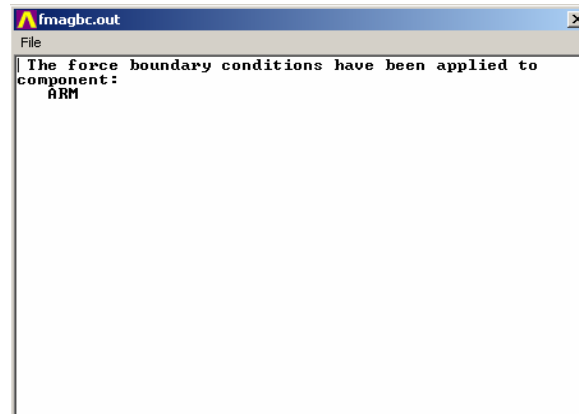 fmagbc.out
File
The force boundary conditions have been applied to
component:
ARM